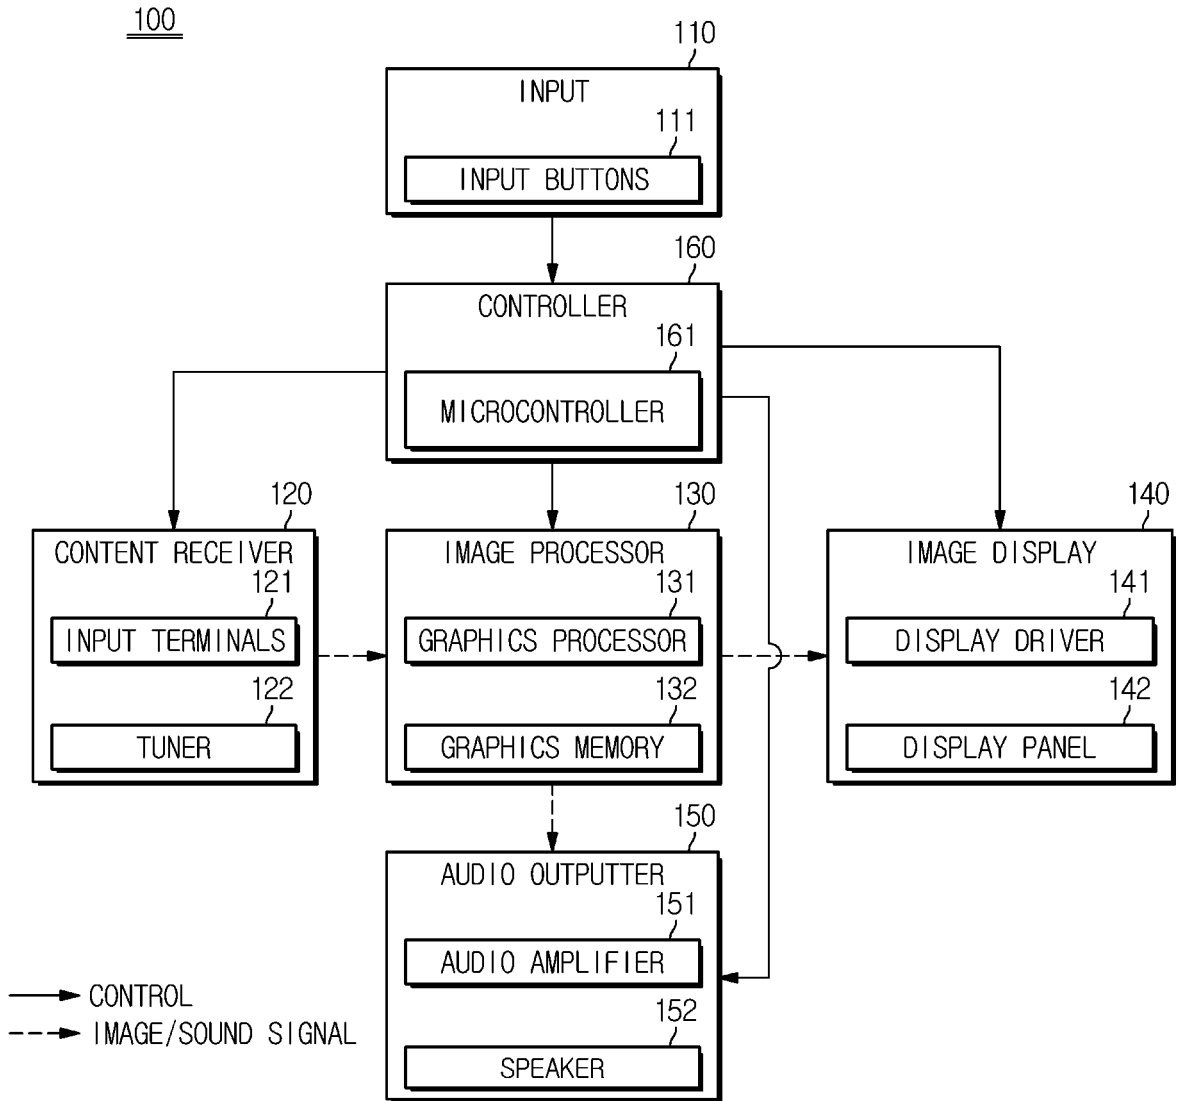 100
110
INPUT
111
INPUT BUTTONS
160
CONTROLLER
161
MICROCONTROLLER
120
CONTENT RECEIVER
121
INPUT TERMINALS
122
TUNER
130
IMAGE PROCESSOR
131
GRAPHICS PROCESSOR
132
GRAPHICS MEMORY
140
IMAGE DISPLAY
141
DISPLAY DRIVER
142
DISPLAY PANEL
150
AUDIO OUTPUTTER
151
AUDIO AMPLIFIER
152
SPEAKER
CONTROL
IMAGE/SOUND SIGNAL